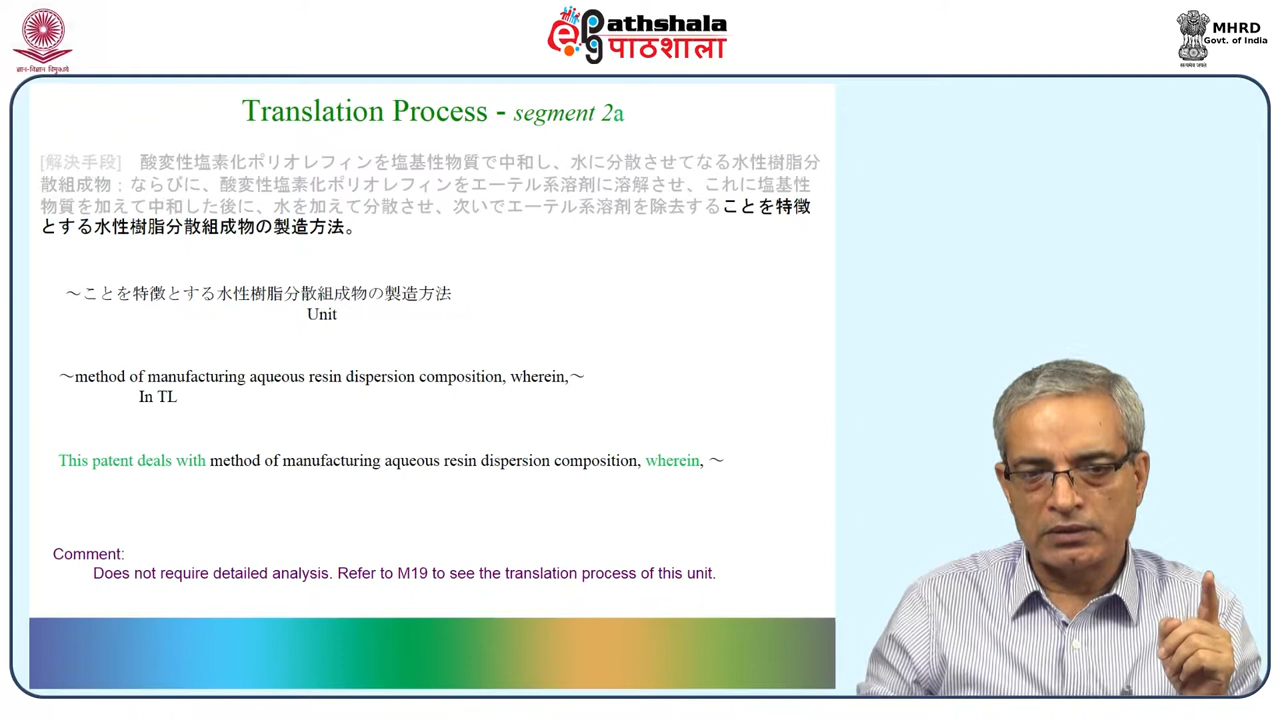 ज्ञान-विज्ञान विमुक्तये
ePathshala
पाठशाला
सत्यमेव जयते
MHRD
Govt. of India
Translation Process - segment 2a
[解決手段] 酸変性塩素化ポリオレフィンを塩基性物質で中和し、水に分散させてなる水性樹脂分
散組成物：ならびに、酸変性塩素化ポリオレフィンをエーテル系溶剤に溶解させ、これに塩基性
物質を加えて中和した後に、水を加えて分散させ、次いでエーテル系溶剤を除去することを特徴
とする水性樹脂分散組成物の製造方法。
～ことを特徴とする水性樹脂分散組成物の製造方法
Unit
～method of manufacturing aqueous resin dispersion composition, wherein,～
In TL
This patent deals with method of manufacturing aqueous resin dispersion composition, wherein, ～
Comment:
Does not require detailed analysis. Refer to M19 to see the translation process of this unit.